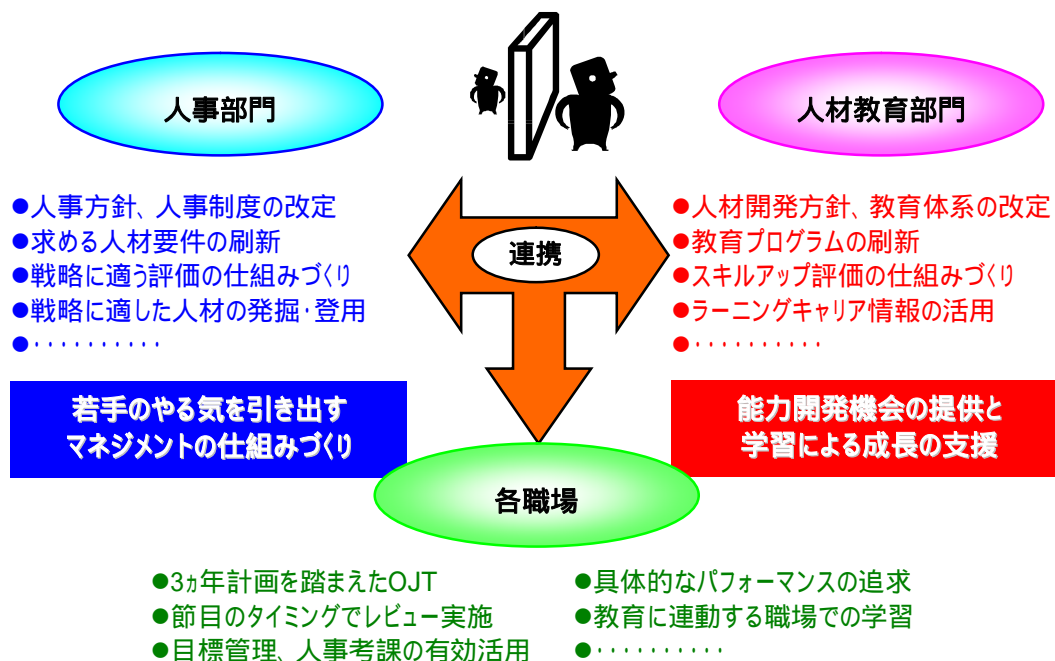 人事部門
人材教育部門
●人事方針、人事制度の改定
●求める人材要件の刷新
●戦略に適う評価の仕組みづくり
●戦略に適した人材の発掘・登用
●・・・・・・・・・・
連携
●人材開発方針、教育体系の改定
●教育プログラムの刷新
●スキルアップ評価の仕組みづくり
●ラーニングキャリア情報の活用
●・・・・・・・・・・
若手のやる気を引き出す
マネジメントの仕組みづくり
能力開発機会の提供と
学習による成長の支援
各職場
●3ヵ年計画を踏まえたOJT
●節目のタイミングでレビュー実施
●目標管理、人事考課の有効活用
●具体的なパフォーマンスの追求
●教育に連動する職場での学習
●・・・・・・・・・・